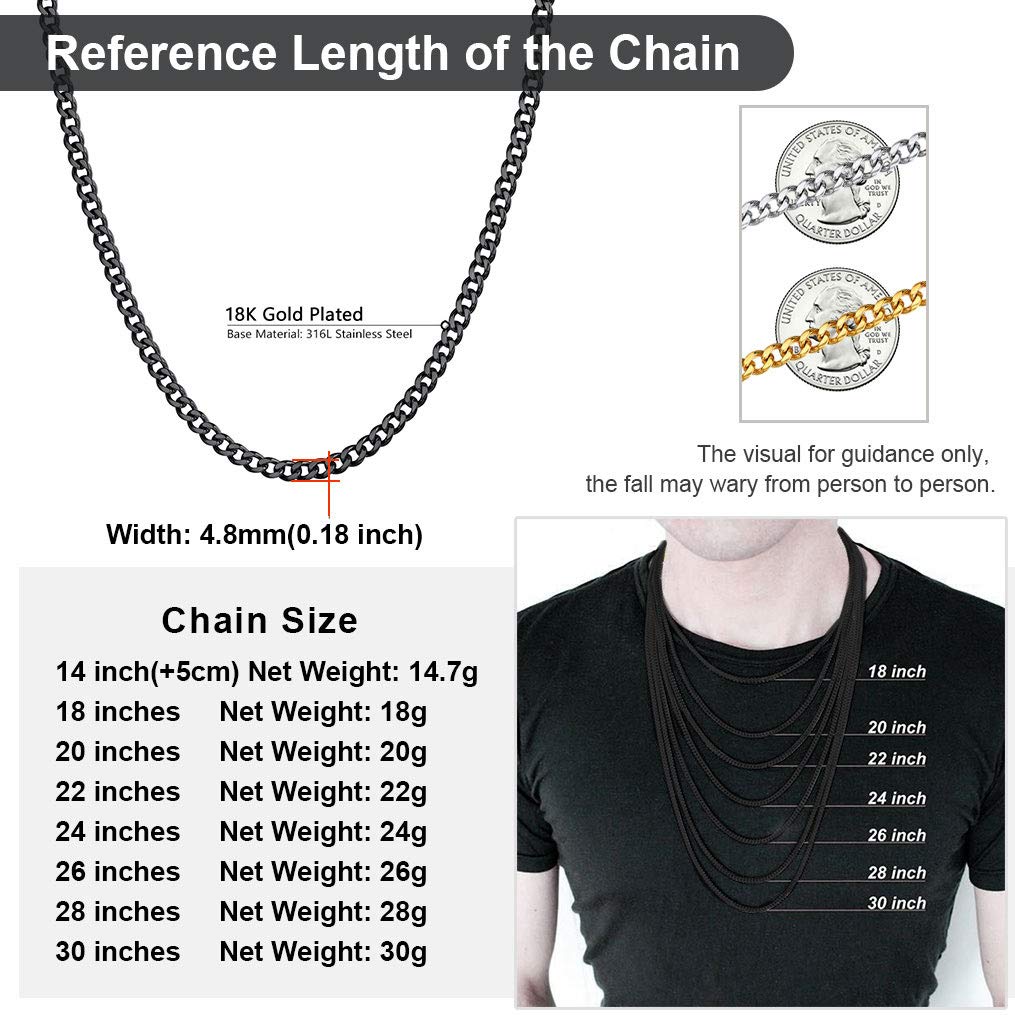 Reference Length of the Chain
18K Gold Plated
Base Material: 316L Stainless Steel
Width: 4.8mm(0.18 inch)
UNITED STATES OF AM
IN
GOD WE
TRUST
D
QUARTER DOLLAR
UNITED STATES OF AME
IN
GOD WE
TRUST
D
QUARTER DOLLAR
The visual for guidance only,
the fall may wary from person to person.
Chain Size
14 inch(+5cm) Net Weight: 14.7g
18 inches Net Weight: 18g
20 inches Net Weight: 20g
22 inches Net Weight: 22g
24 inches Net Weight: 24g
26 inches Net Weight: 26g
28 inches Net Weight: 28g
30 inches Net Weight: 30g
18 inch
20 inch
22 inch
24 inch
26 inch
28 inch
30 inch